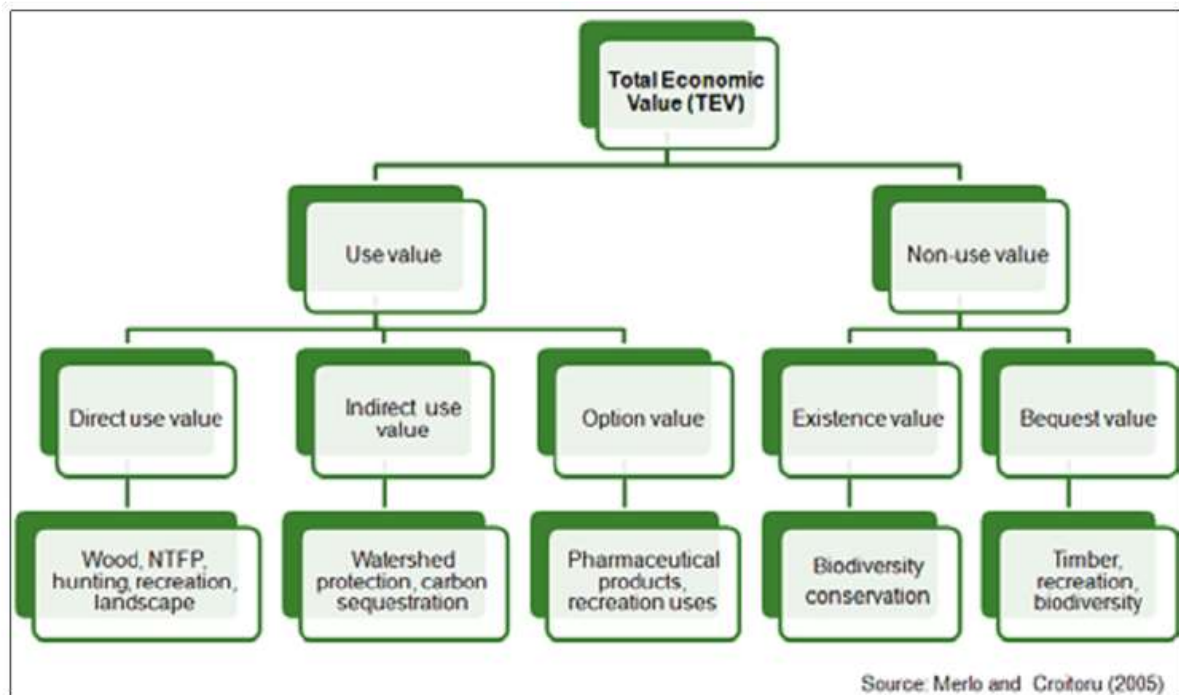 Total Economic
Value (TEV)
Use value
Non-use value
Direct use value
Indirect use
value
Option value
Existence value
Bequest value
Wood, NTFP,
hunting, recreation,
landscape
Watershed
protection, carbon
sequestration
Pharmaceutical
products,
recreation uses
Biodiversity
conservation
Timber,
recreation,
biodiversity
Source: Merlo and Croitoru (2005)